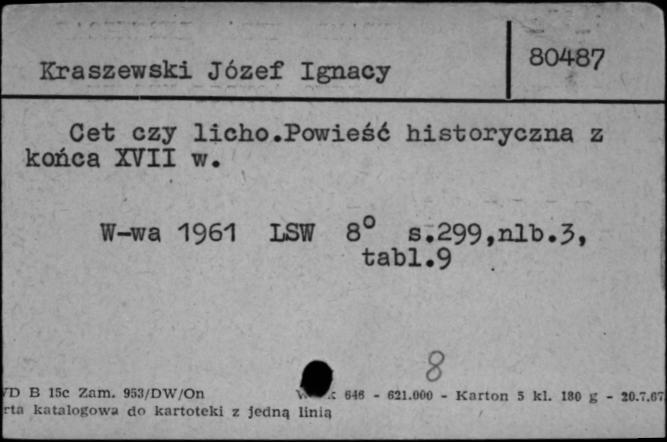 80487
Kraszewski Józef Ignacy
Cet czy licho.Powieść historyczna z
końca XVII w.
W-wa 1961 LSW 8° s.299,nlb.3,
tabl.9
8
B 15c Zam. 953/DW/On 646 - 621.000 - Karton 5 kl. 180 g - 20.7.67
katalogowa do kartoteki z jedną linią